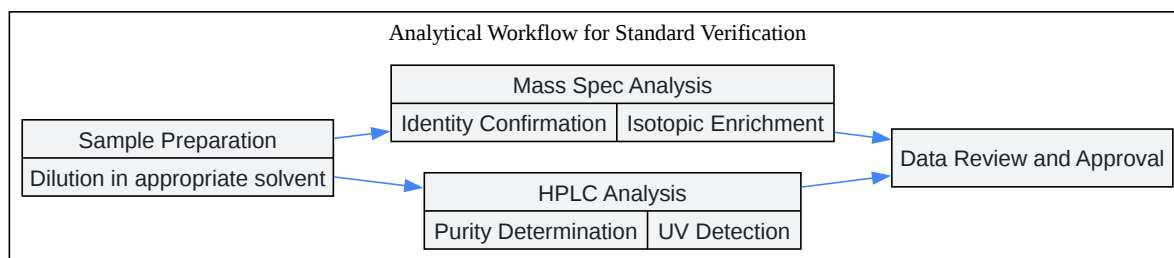 Analytical Workflow for Standard Verification
Sample Preparation
Dilution in appropriate solvent
Mass Spec Analysis
Identity Confirmation
Isotopic Enrichment
HPLC Analysis
Purity Determination
UV Detection
Data Review and Approval